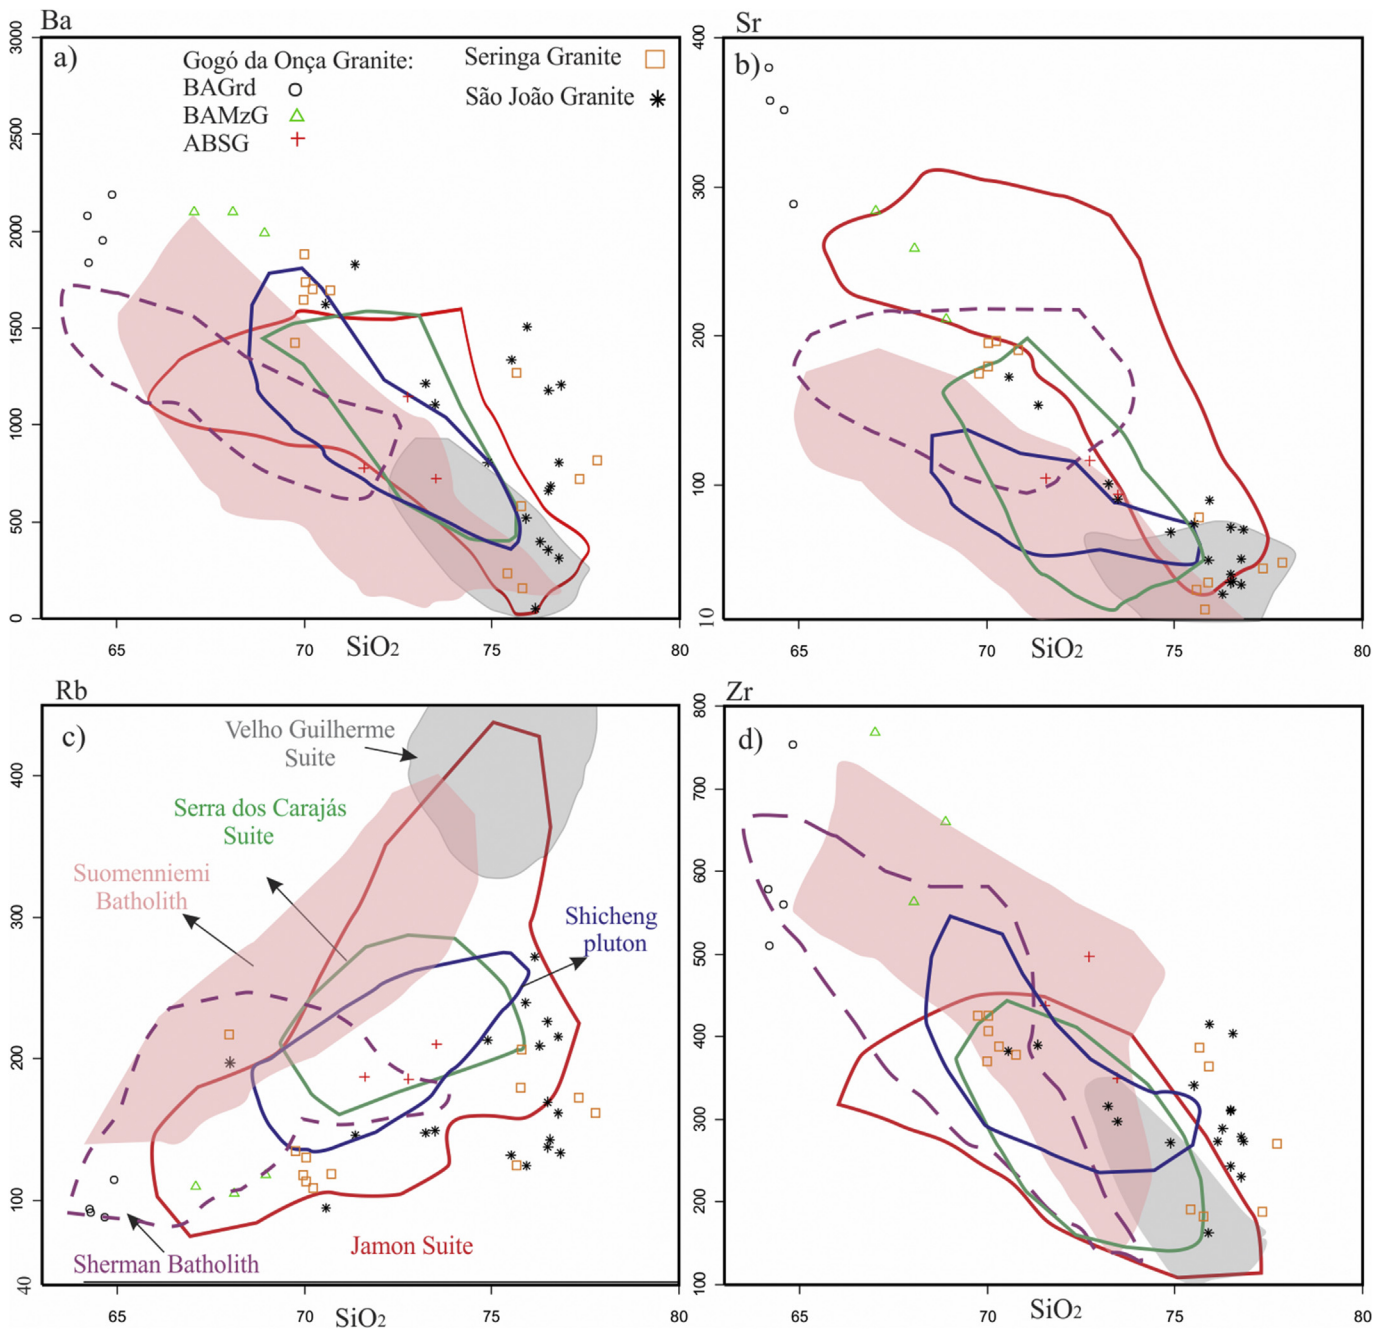 Ba
3000
2500
2000
1500
1000
500
0
a)
Gogó da Onça Granite:
BAGrd
BAMzG
ABSG
Seringa Granite
São João Granite
65
70
SiO2
75
80
Sr
400
300
200
100
10
b)
65
70
SiO2
75
80
Rb
400
300
200
100
40
c)
Velho Guilherme
Suite
Serra dos Carajás
Suite
Suomenniemi
Batholith
Shicheng
pluton
Jamon Suite
Sherman Batholith
65
70
SiO2
75
80
Zr
800
700
600
500
400
300
200
100
d)
65
70
SiO2
75
80